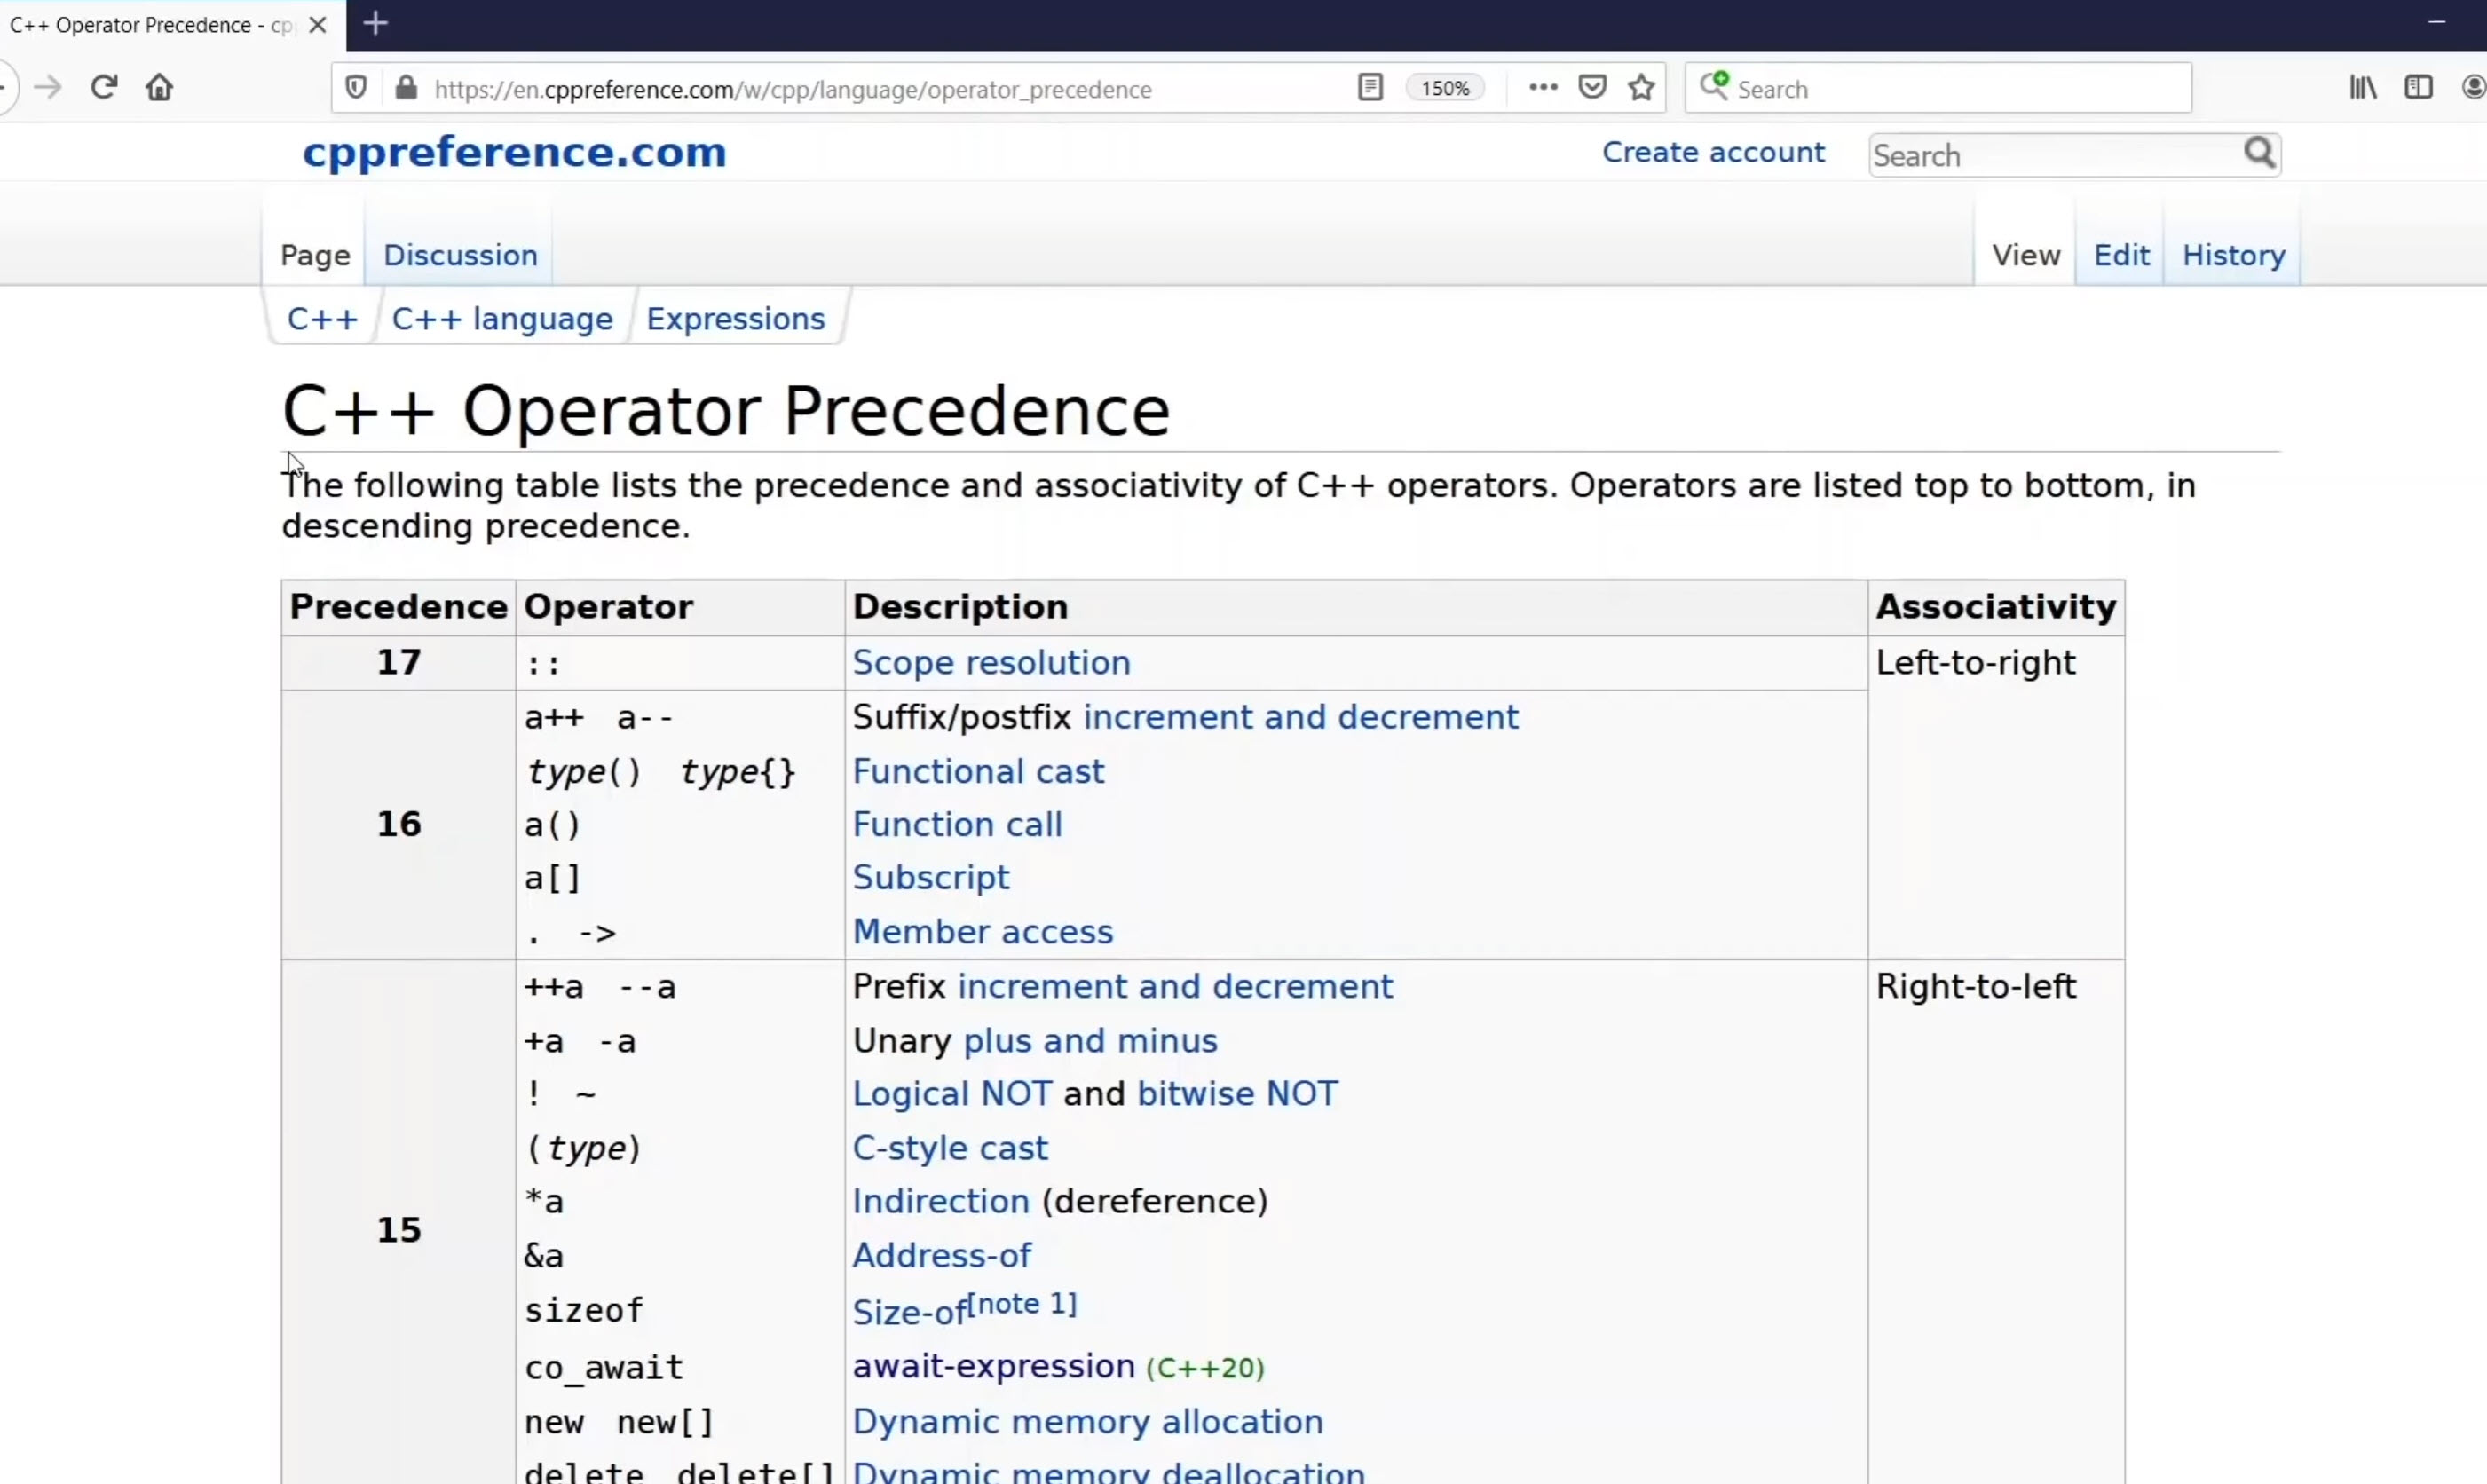 C++ Operator Precedence - cp
https://en.cppreference.com/w/cpp/language/operator_precedence
150%
Search
cppreference.com
Create account
Search
Page Discussion
View Edit History
C++ C++ language Expressions
C++ Operator Precedence
The following table lists the precedence and associativity of C++ operators. Operators are listed top to bottom, in
descending precedence.
Precedence Operator Description Associativity
17 :: Scope resolution Left-to-right
a++ a-- Suffix/postfix increment and decrement
type() type{} Functional cast
16 a() Function call
a[] Subscript
. -> Member access
++a --a Prefix increment and decrement Right-to-left
+a -a Unary plus and minus
! ~ Logical NOT and bitwise NOT
(type) C-style cast
*a Indirection (dereference)
15
&a Address-of
sizeof Size-of[note 1]
co_await await-expression (C++20)
new new[] Dynamic memory allocation
delete delete[] Dynamic memory deallocation